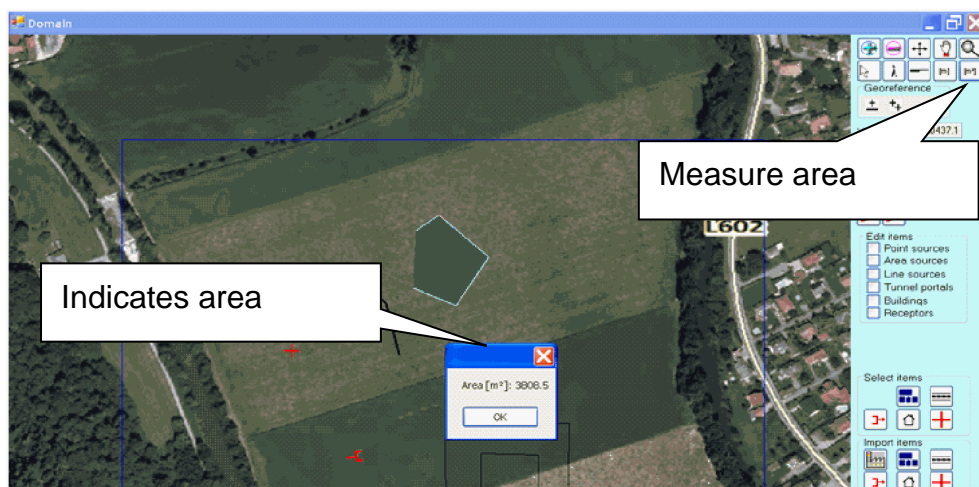 Domain
Georeference
437.1
Measure area
L602
Edit items
Point sources
Area sources
Line sources
Tunnel portals
Buildings
Receptors
Indicates area
Area [m²]: 3808.5
OK
Select items
Import items